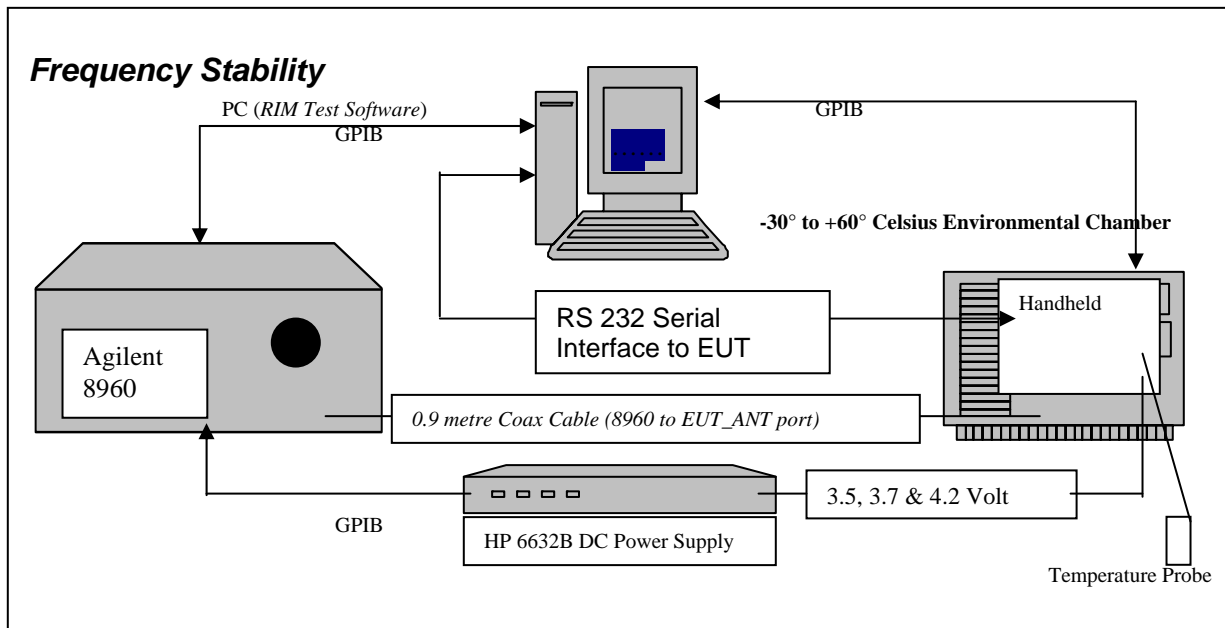 Frequency Stability
PC (RIM Test Software)
GPIB
GPIB
-30° to +60° Celsius Environmental Chamber
Handheld
RS 232 Serial
Interface to EUT
Agilent
8960
0.9 metre Coax Cable (8960 to EUT_ANT port)
3.5, 3.7 & 4.2 Volt
GPIB
HP 6632B DC Power Supply
Temperature Probe